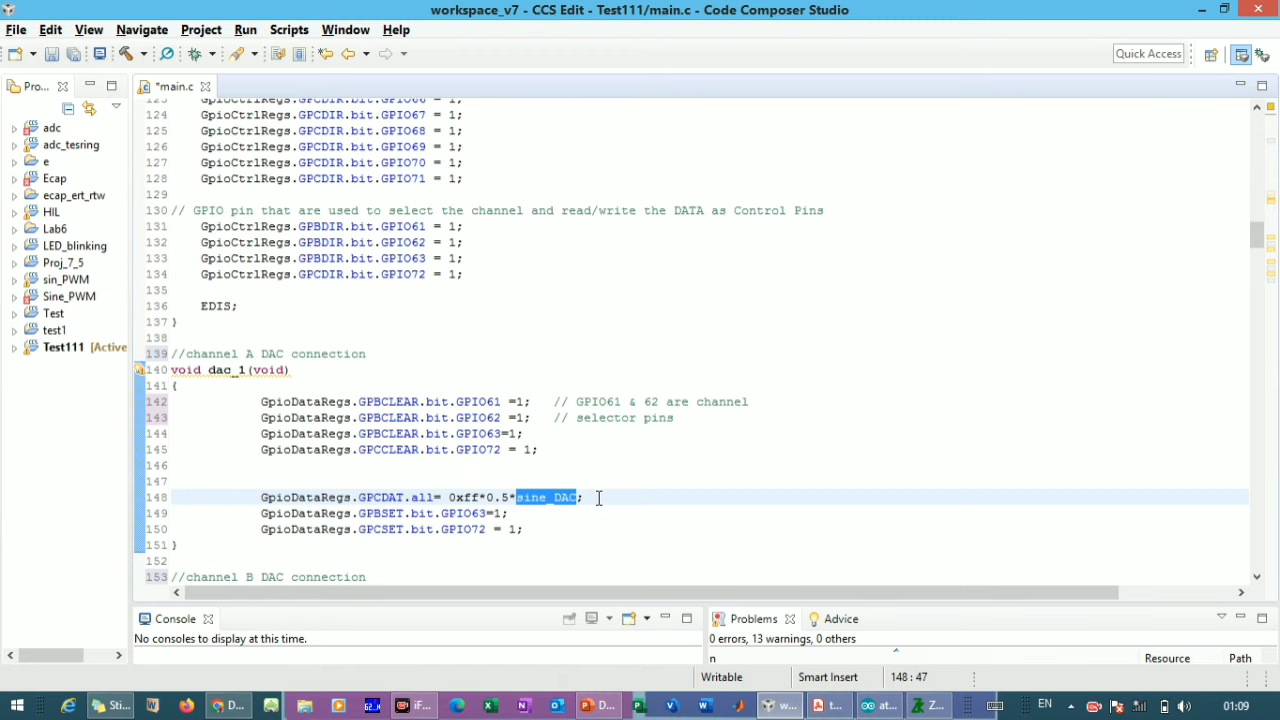 workspace_v7 - CCS Edit - Test111/main.c - Code Composer Studio
File Edit View Navigate Project Run Scripts Window Help
Quick Access
Pro...
*main.c
adc
adc_tesring
e
Ecap
ecap_ert_rtw
HIL
Lab6
LED_blinking
Proj_7_5
sin_PWM
Sine_PWM
Test
test1
Test111 [Active
123 GpioCtrlRegs.GPCDIR.bit.GPIO66 = 1;
124 GpioCtrlRegs.GPCDIR.bit.GPIO67 = 1;
125 GpioCtrlRegs.GPCDIR.bit.GPIO68 = 1;
126 GpioCtrlRegs.GPCDIR.bit.GPIO69 = 1;
127 GpioCtrlRegs.GPCDIR.bit.GPIO70 = 1;
128 GpioCtrlRegs.GPCDIR.bit.GPIO71 = 1;
129
130 // GPIO pin that are used to select the channel and read/write the DATA as Control Pins
131 GpioCtrlRegs.GPBDIR.bit.GPIO61 = 1;
132 GpioCtrlRegs.GPBDIR.bit.GPIO62 = 1;
133 GpioCtrlRegs.GPBDIR.bit.GPIO63 = 1;
134 GpioCtrlRegs.GPCDIR.bit.GPIO72 = 1;
135
136 EDIS;
137 }
138
139 //channel A DAC connection
140 void dac_1(void)
141 {
142 GpioDataRegs.GPBCLEAR.bit.GPIO61 =1; // GPIO61 & 62 are channel
143 GpioDataRegs.GPBCLEAR.bit.GPIO62 =1; // selector pins
144 GpioDataRegs.GPBCLEAR.bit.GPIO63=1;
145 GpioDataRegs.GPCCLEAR.bit.GPIO72 = 1;
146
147
148 GpioDataRegs.GPCDAT.all= 0xff*0.5*sine_DAC;
149 GpioDataRegs.GPBSET.bit.GPIO63=1;
150 GpioDataRegs.GPCSET.bit.GPIO72 = 1;
151 }
152
153 //channel B DAC connection
Console
No consoles to display at this time.
Problems Advice
0 errors, 13 warnings, 0 others
n Resource Path
Writable Smart Insert 148 : 47
Sti... D... iF... D... w... t... at... Z... EN 01:09